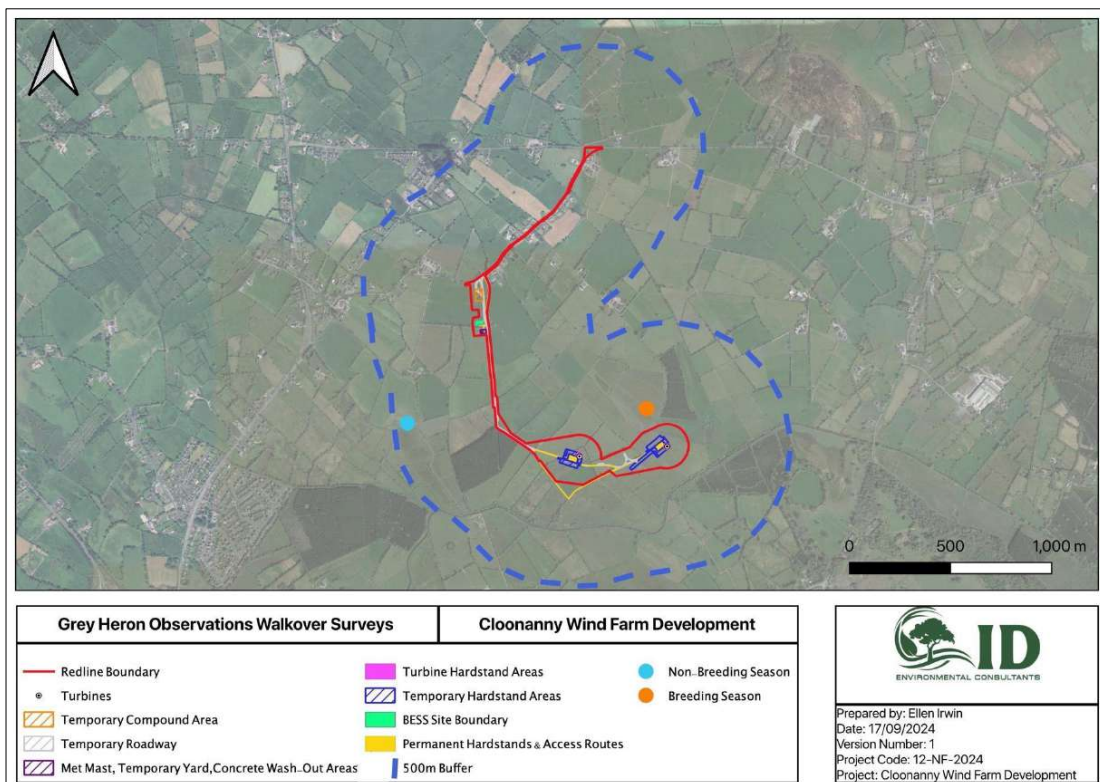 0 500 1,000 m
Grey Heron Observations Walkover Surveys
Cloonanny Wind Farm Development
Redline Boundary
Turbines
Temporary Compound Area
Temporary Roadway
Met Mast, Temporary Yard,Concrete Wash-Out Areas
Turbine Hardstand Areas
Temporary Hardstand Areas
BESS Site Boundary
Permanent Hardstands & Access Routes
500m Buffer
Non-Breeding Season
Breeding Season
ID
ENVIRONMENTAL CONSULTANTS
Prepared by: Ellen Irwin
Date: 17/09/2024
Version Number: 1
Project Code: 12-NF-2024
Project: Cloonanny Wind Farm Development